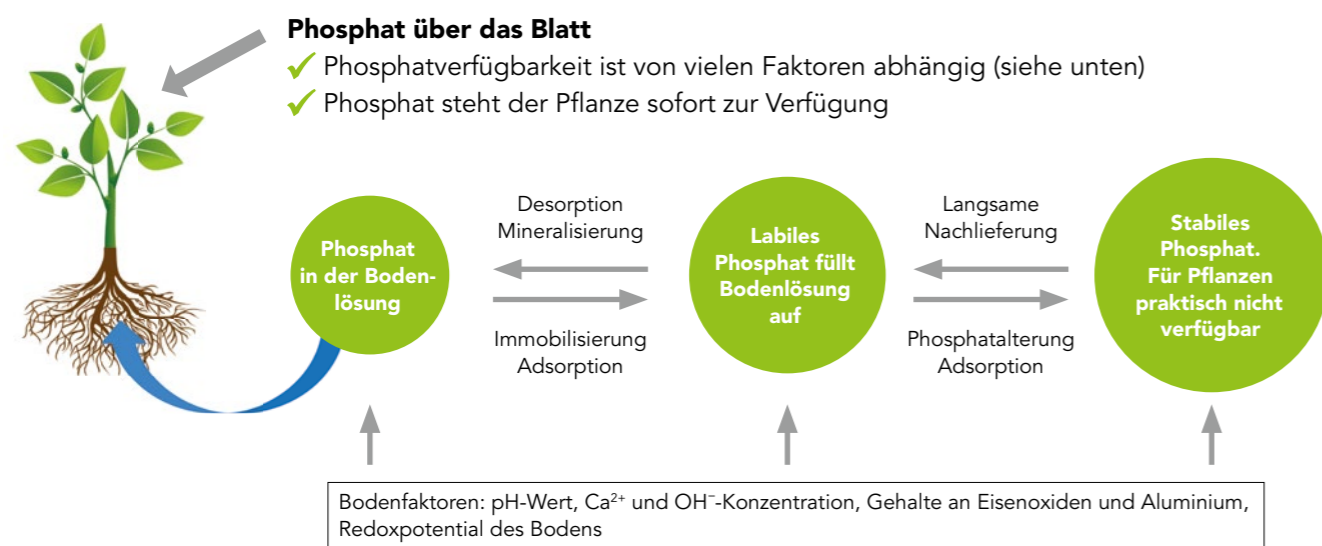 Phosphat über das Blatt
✓ Phosphatverfügbarkeit ist von vielen Faktoren abhängig (siehe unten)
✓ Phosphat steht der Pflanze sofort zur Verfügung
Phosphat
in der Boden-
lösung
Desorption
Mineralisierung
Immobilisierung
Adsorption
Labiles
Phosphat füllt
Bodenlösung
auf
Langsame
Nachlieferung
Phosphatalterung
Adsorption
Stabiles
Phosphat.
Für Pflanzen
praktisch nicht
verfügbar
Bodenfaktoren: pH-Wert, Ca²⁺ und OH⁻-Konzentration, Gehalte an Eisenoxiden und Aluminium,
Redoxpotential des Bodens